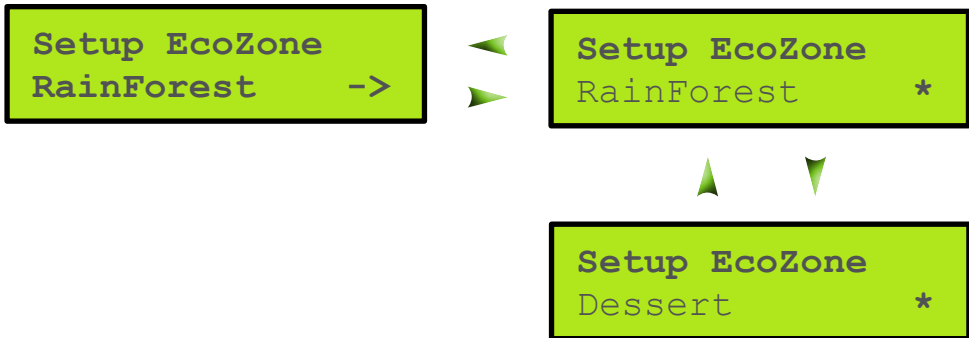 Setup EcoZone
RainForest ->
Setup EcoZone
RainForest *
Setup EcoZone
Dessert *